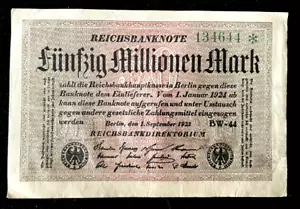 REICHSBANKNOTE
134644 *
Fünfzig Millionen Mark
zahlt die Reichsbankhauptkasse in Berlin gegen diese
Banknote dem Einlieferer. Vom 1. Januar 1924 ab
kann diese Banknote aufgerufen und unter Umtausch
gegen andere gesetzliche Zahlungsmittel eingezogen
werden
Berlin, den 1. September 1923
BW-44
REICHSBANKDIREKTORIUM